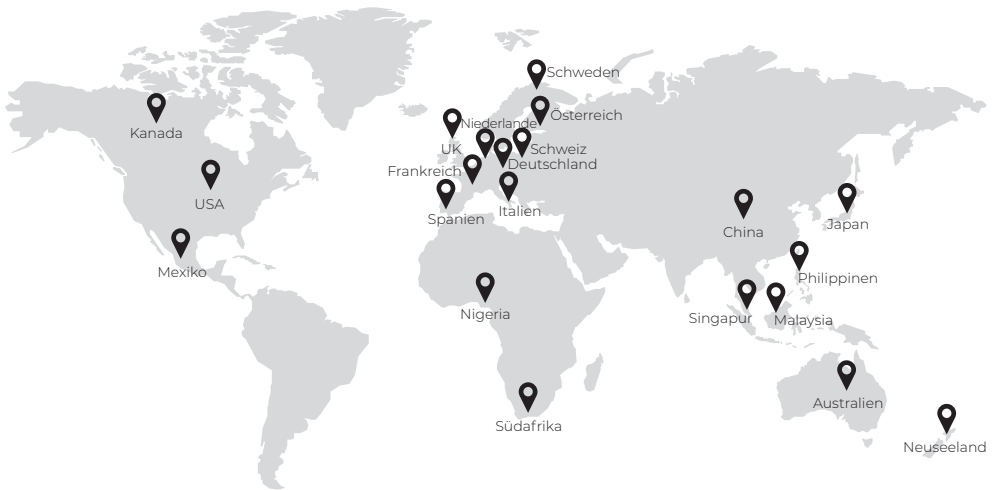 Schweden
Kanada
Österreich
Niederlande
UK
Schweiz
Deutschland
Frankreich
USA
Italien
Spanien
Japan
China
Mexiko
Philippinen
Nigeria
Singapur
Malaysia
Australien
Südafrika
Neuseeland